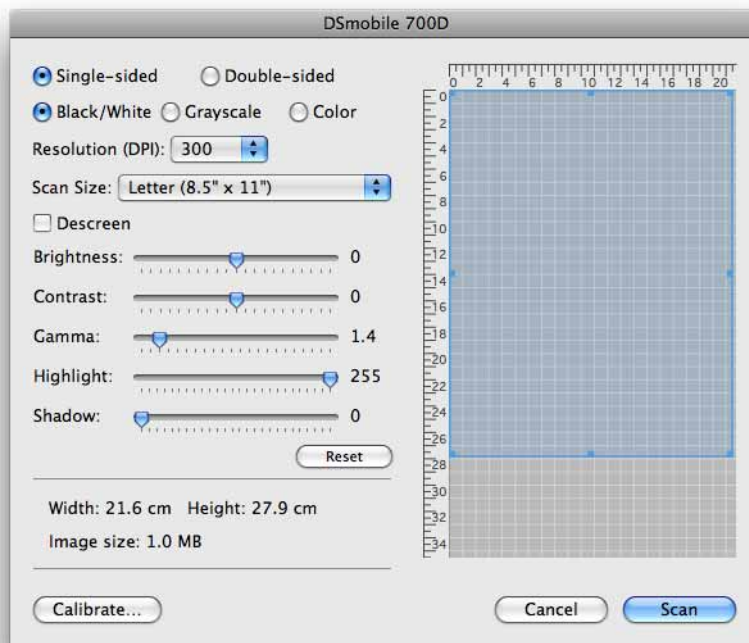 DSmobile 700D
Single-sided Double-sided
Black/White Grayscale Color
Resolution (DPI): 300
Scan Size: Letter (8.5" x 11")
Descreen
Brightness: 0
Contrast: 0
Gamma: 1.4
Highlight: 255
Shadow: 0
Reset
Width: 21.6 cm Height: 27.9 cm
Image size: 1.0 MB
Calibrate...
0 2 4 6 8 10 12 14 16 18 20
0
2
4
6
8
10
12
14
16
18
20
22
24
26
28
30
32
34
Cancel Scan